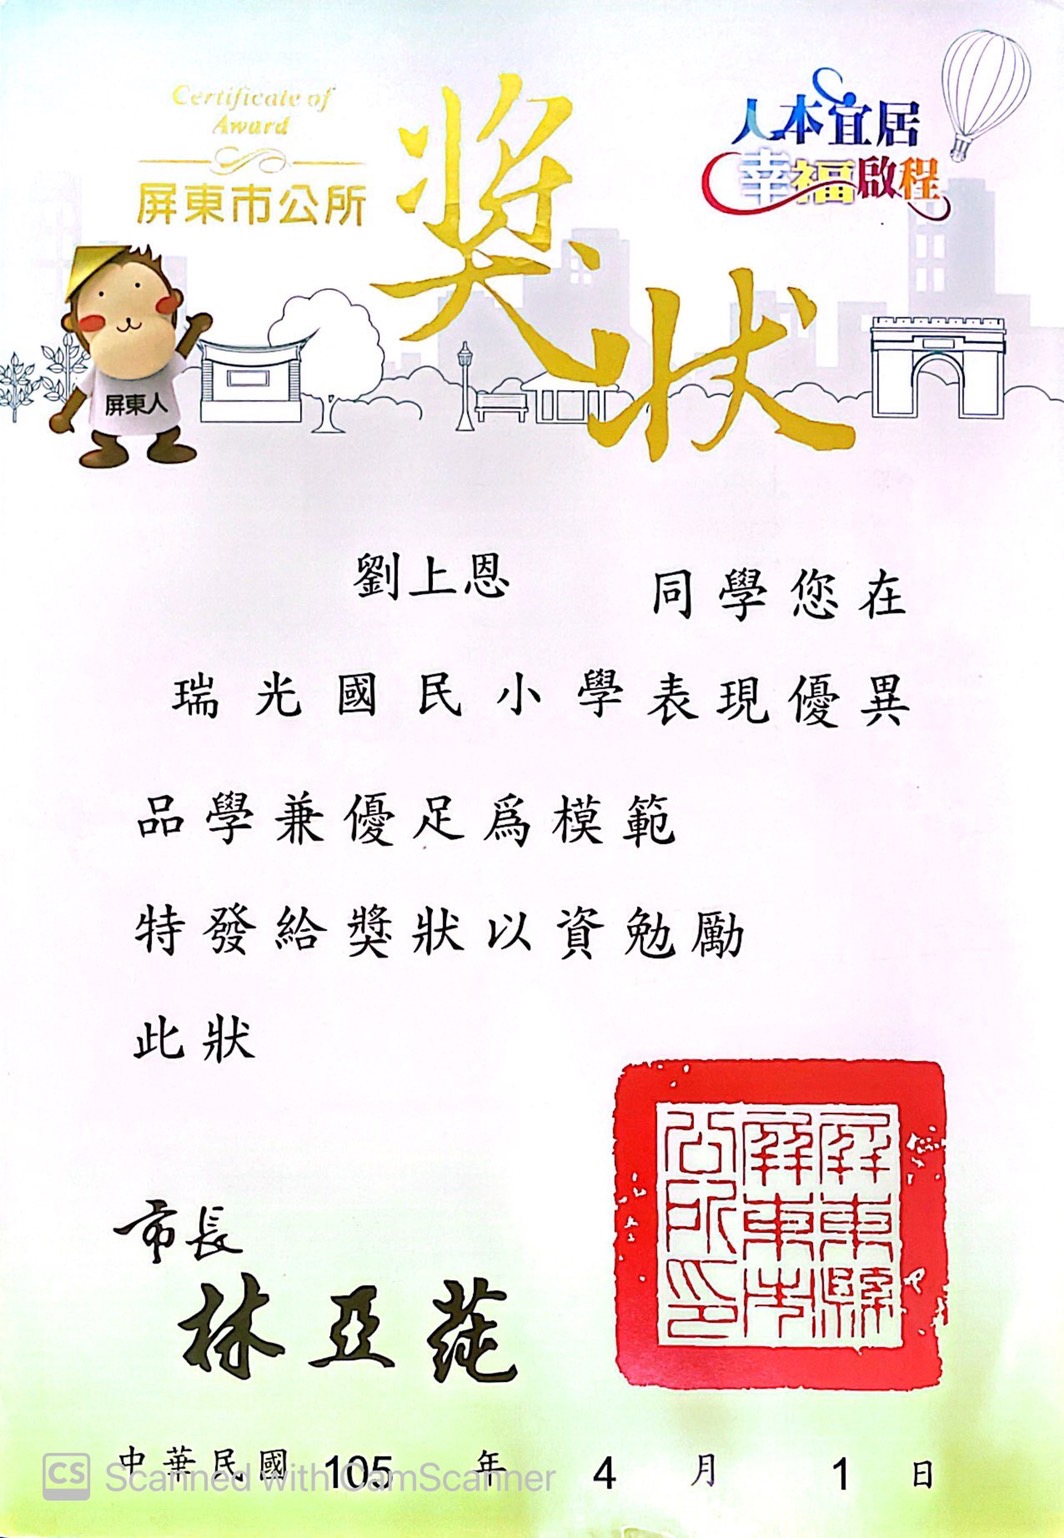 Certificate of
Award
屏東市公所
獎狀
人本宜居
幸福啟程
屏東人
劉上恩 同學您在
瑞光國民小學表現優異
品學兼優足為模範
特發給獎狀以資勉勵
此狀
市長
林亞蒓
屏東縣
屏東市
公所印
中華民國 105 年 4 月 1 日
CS Scanned with CamScanner